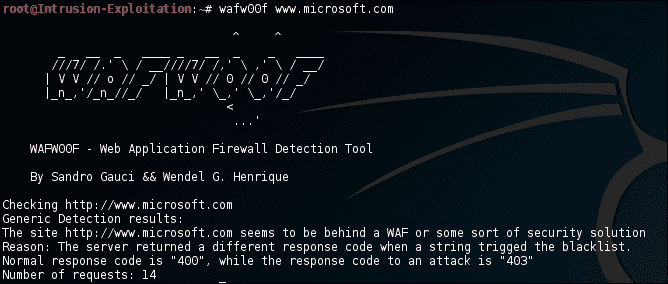 root@Intrusion-Exploitation:~# wafw00f www.microsoft.com
WAFW00F - Web Application Firewall Detection Tool
By Sandro Gauci && Wendel G. Henrique
Checking http://www.microsoft.com
Generic Detection results:
The site http://www.microsoft.com seems to be behind a WAF or some sort of security solution
Reason: The server returned a different response code when a string trigged the blacklist.
Normal response code is "400", while the response code to an attack is "403"
Number of requests: 14